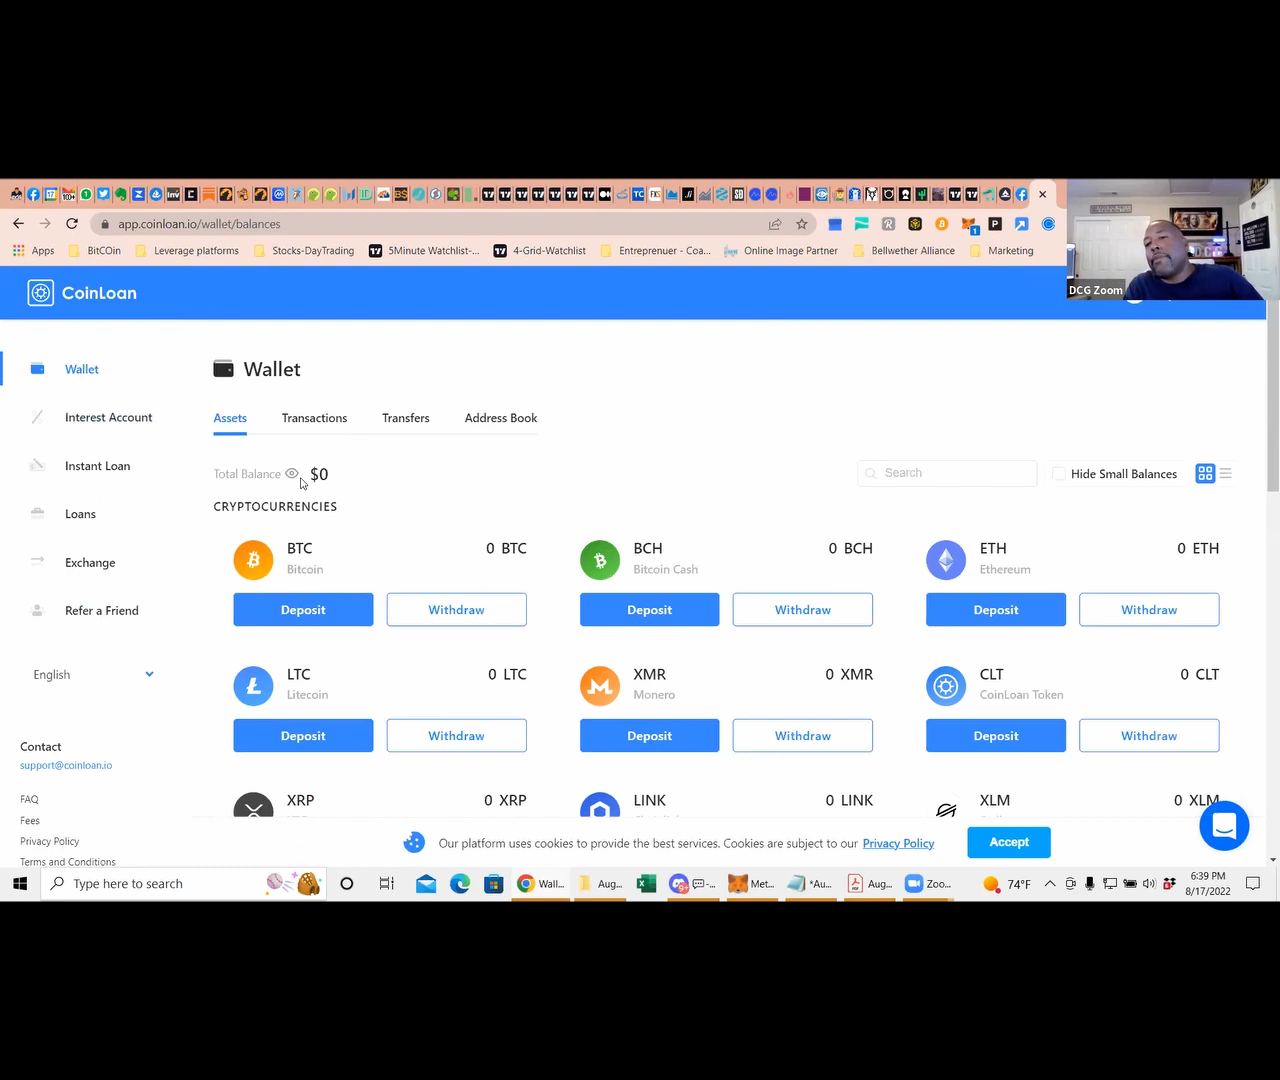 app.coinloan.io/wallet/balances
Apps BitCOin Leverage platforms Stocks-DayTrading 5Minute Watchlist-... 4-Grid-Watchlist Entreprenuer - Coa... Online Image Partner Bellwether Alliance Marketing
DCG Zoom
CoinLoan
Wallet
Interest Account
Instant Loan
Loans
Exchange
Refer a Friend
English
Contact
support@coinloan.io
FAQ
Fees
Privacy Policy
Terms and Conditions
Wallet
Assets Transactions Transfers Address Book
Total Balance $0
Search
Hide Small Balances
CRYPTOCURRENCIES
BTC 0 BTC
Bitcoin
Deposit Withdraw
BCH 0 BCH
Bitcoin Cash
Deposit Withdraw
ETH 0 ETH
Ethereum
Deposit Withdraw
LTC 0 LTC
Litecoin
Deposit Withdraw
XMR 0 XMR
Monero
Deposit Withdraw
CLT 0 CLT
CoinLoan Token
Deposit Withdraw
XRP 0 XRP
LINK 0 LINK
XLM 0 XLM
Our platform uses cookies to provide the best services. Cookies are subject to our Privacy Policy
Accept
Type here to search
Wall... Aug... Met... *Au... Aug... Zoo...
74°F
6:39 PM
8/17/2022